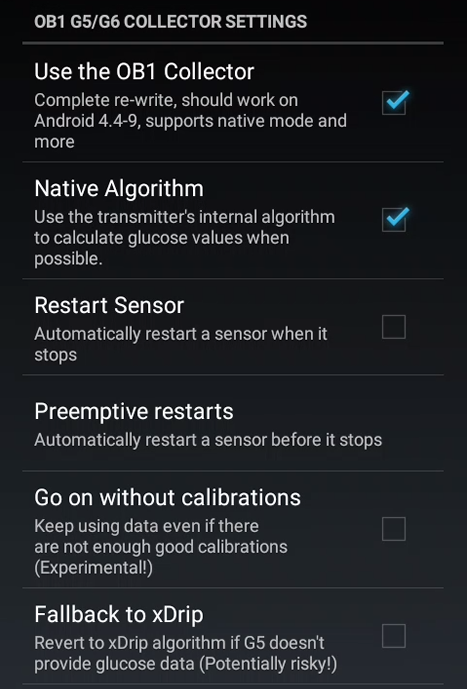 OB1 G5/G6 COLLECTOR SETTINGS
Use the OB1 Collector
Complete re-write, should work on
Android 4.4-9, supports native mode and
more
Native Algorithm
Use the transmitter's internal algorithm
to calculate glucose values when
possible.
Restart Sensor
Automatically restart a sensor when it
stops
Preemptive restarts
Automatically restart a sensor before it stops
Go on without calibrations
Keep using data even if there
are not enough good calibrations
(Experimental!)
Fallback to xDrip
Revert to xDrip algorithm if G5 doesn't
provide glucose data (Potentially risky!)